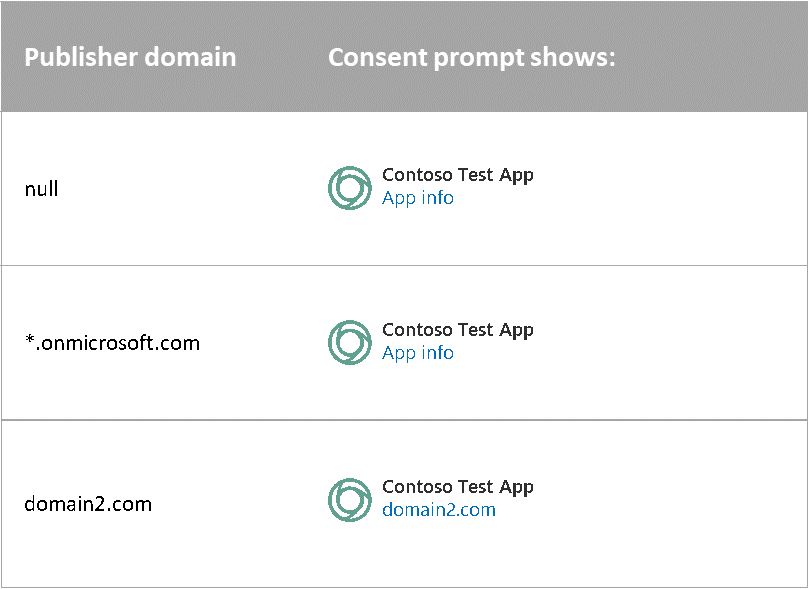 Publisher domain Consent prompt shows:
null
Contoso Test App
App info
*.onmicrosoft.com
Contoso Test App
App info
domain2.com
Contoso Test App
domain2.com